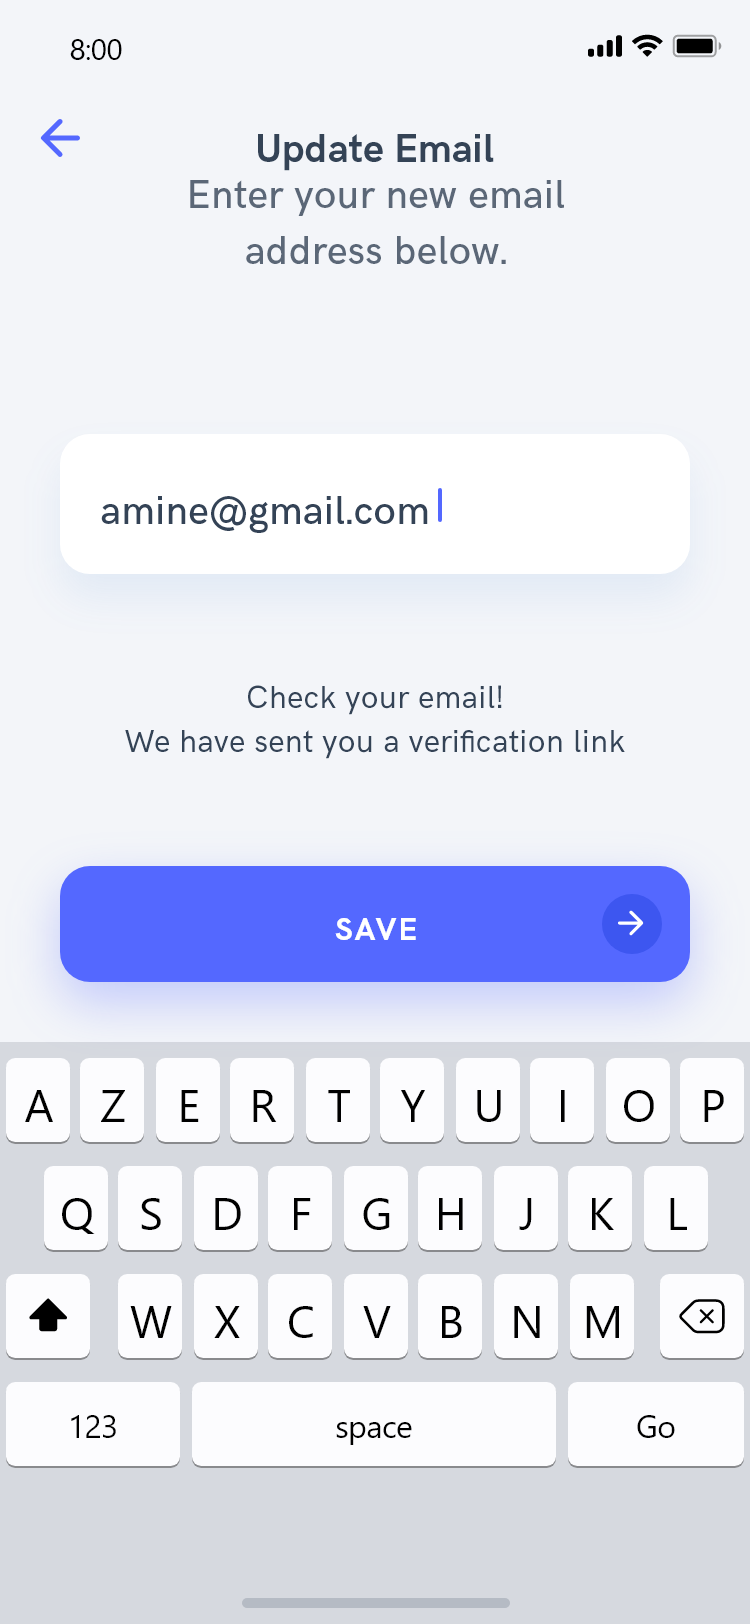 8:00
Update Email
Enter your new email
address below.
amine@gmail.com
Check your email!
We have sent you a verification link
SAVE
A Z E R T Y U I O P
Q S D F G H J K L
W X C V B N M
123 space Go